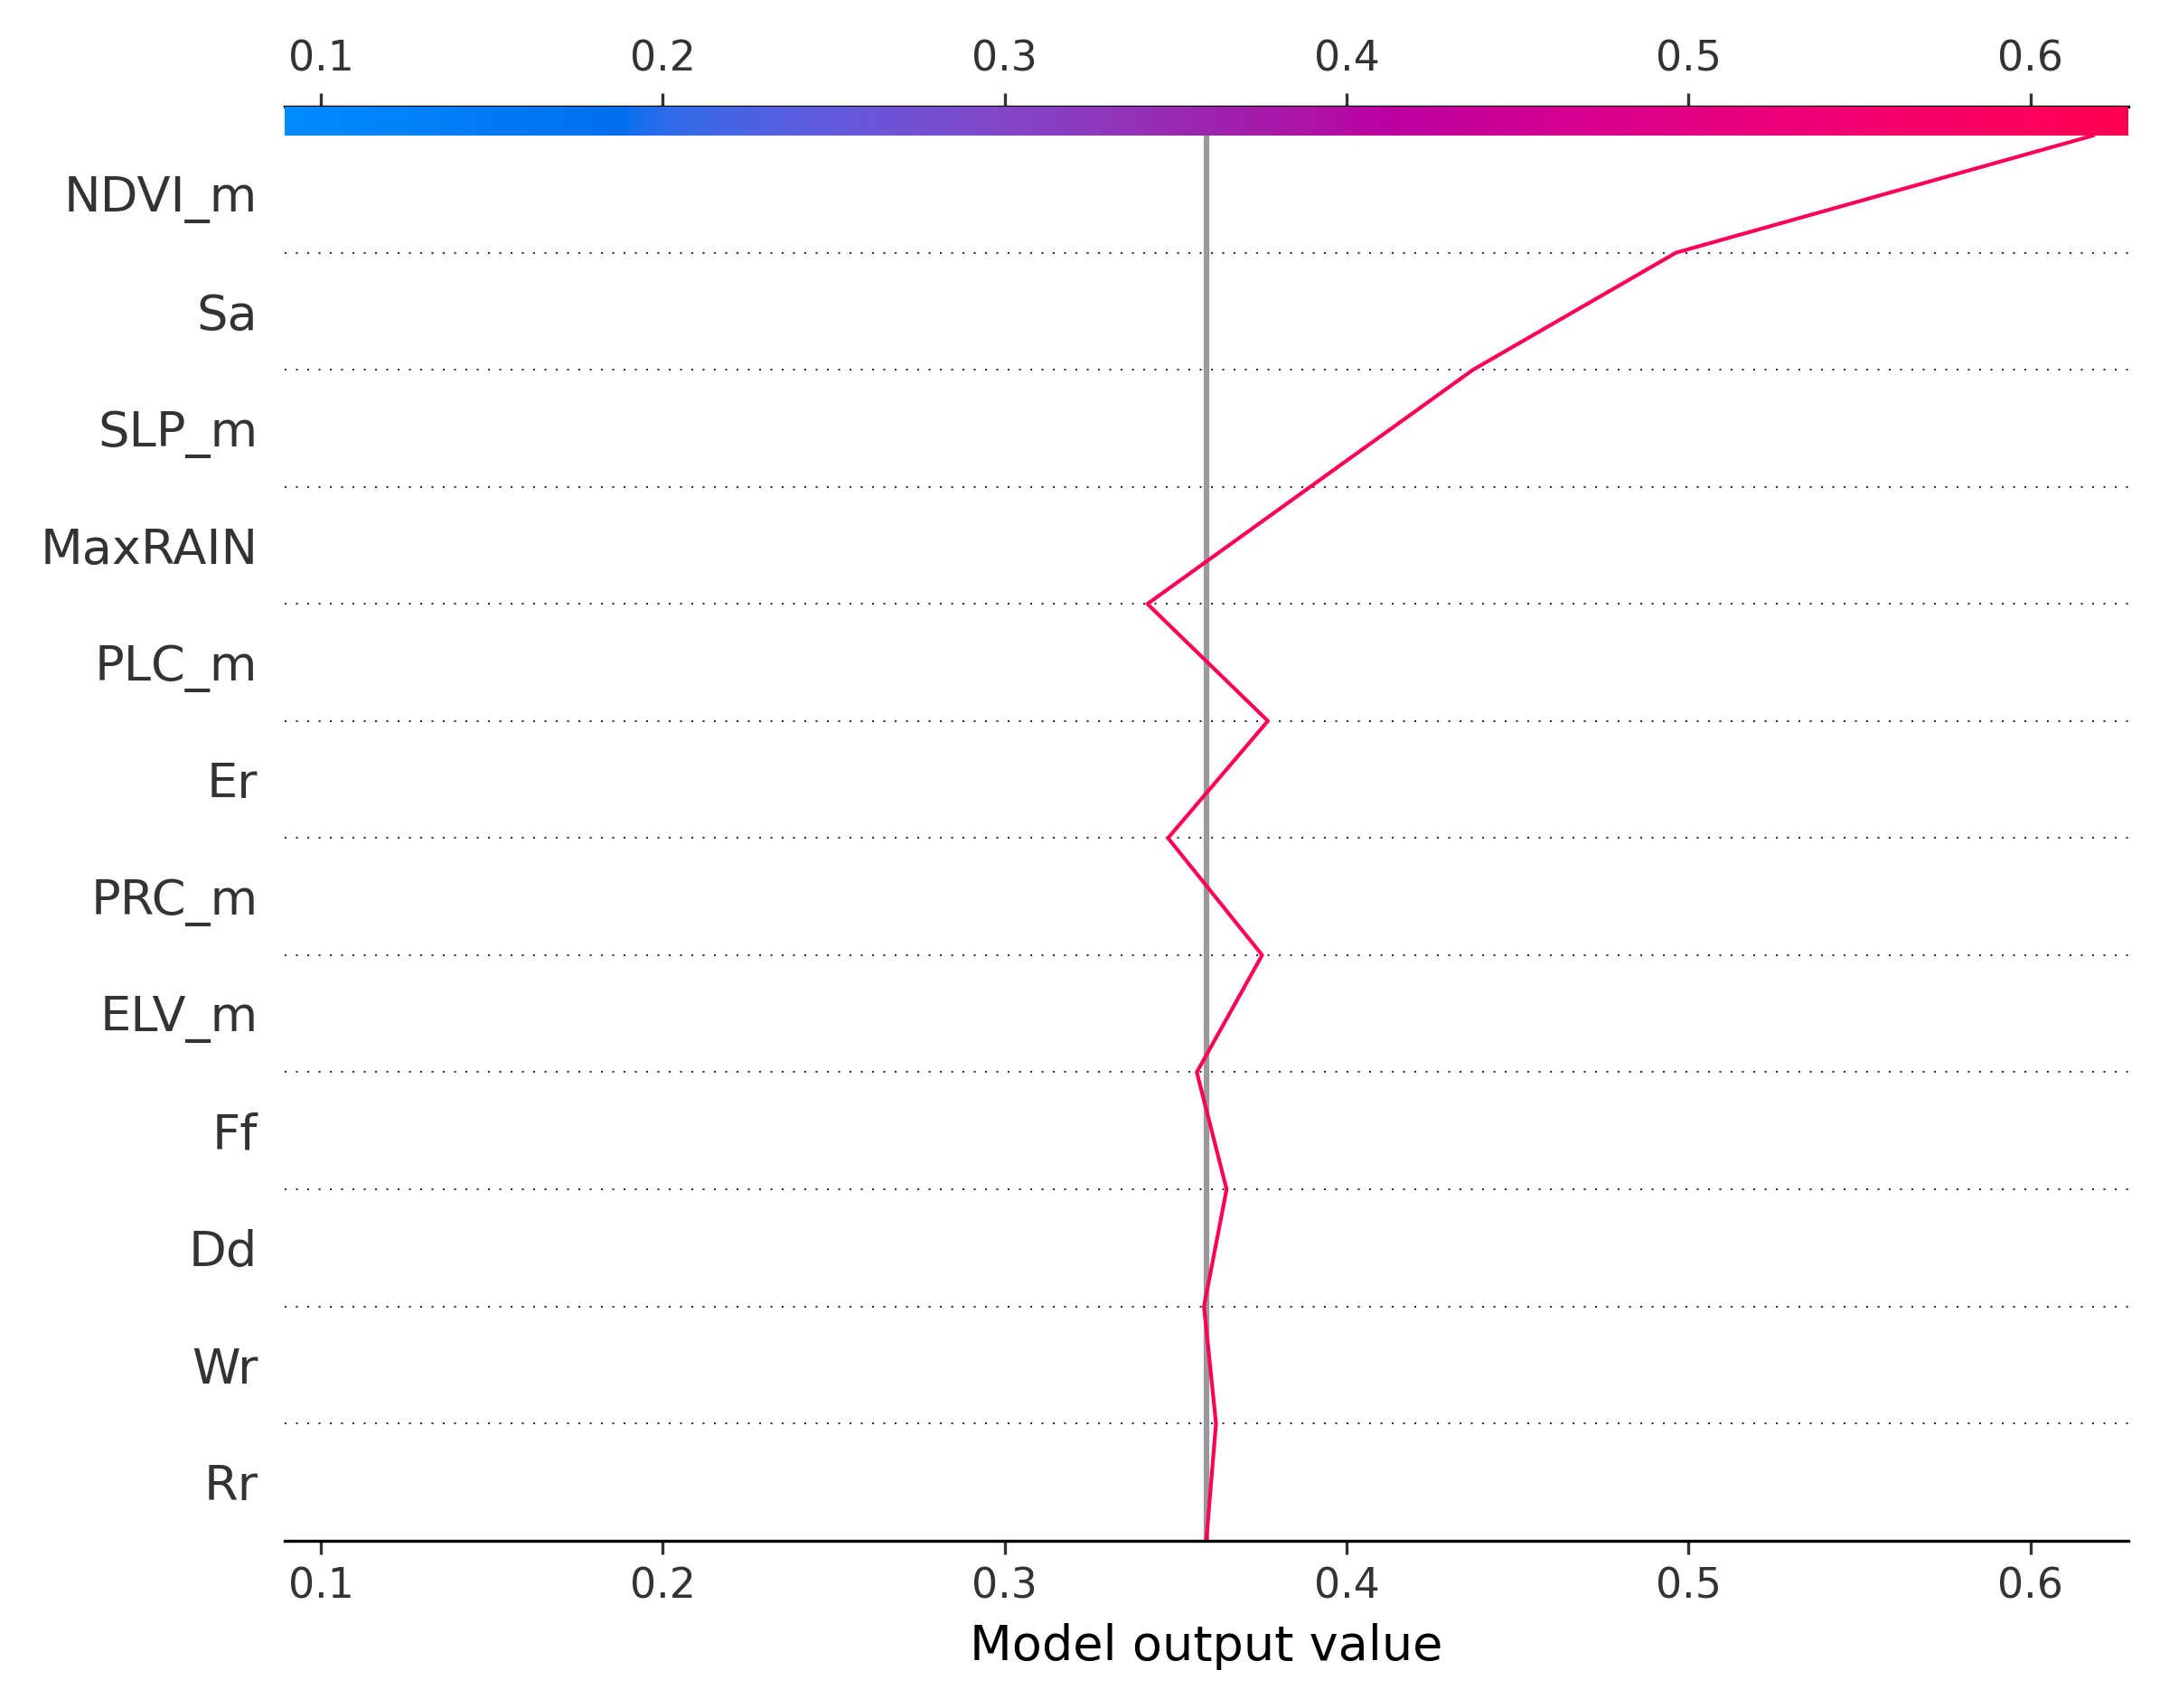 0.1 0.2 0.3 0.4 0.5 0.6
NDVI_m
Sa
SLP_m
MaxRAIN
PLC_m
Er
PRC_m
ELV_m
Ff
Dd
Wr
Rr
0.1 0.2 0.3 0.4 0.5 0.6
Model output value